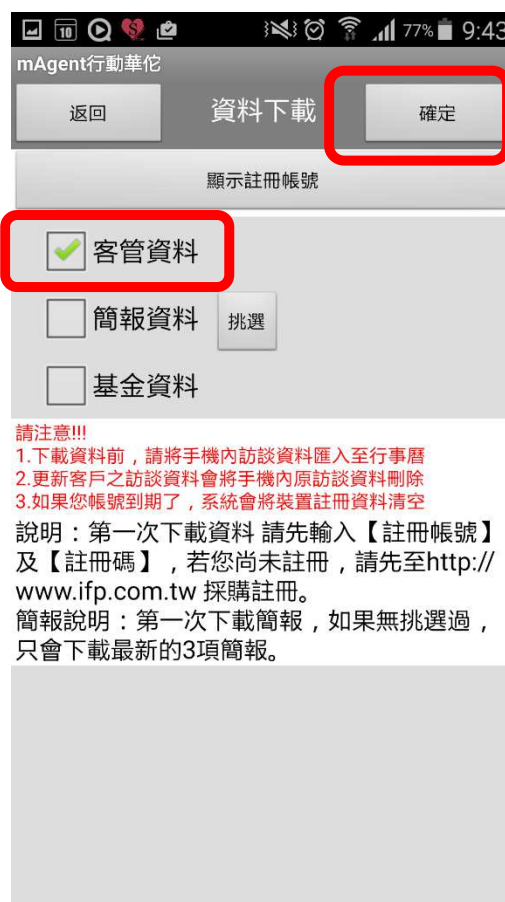 10 77% 9:43
mAgent行動華佗
返回 資料下載 確定
顯示註冊帳號
客管資料
簡報資料 挑選
基金資料
請注意!!!
1.下載資料前，請將手機內訪談資料匯入至行事曆
2.更新客戶之訪談資料會將手機內原訪談資料刪除
3.如果您帳號到期了，系統會將裝置註冊資料清空
說明：第一次下載資料 請先輸入【註冊帳號】
及【註冊碼】，若您尚未註冊，請先至http://
www.ifp.com.tw 採購註冊。
簡報說明：第一次下載簡報，如果無挑選過，
只會下載最新的3項簡報。